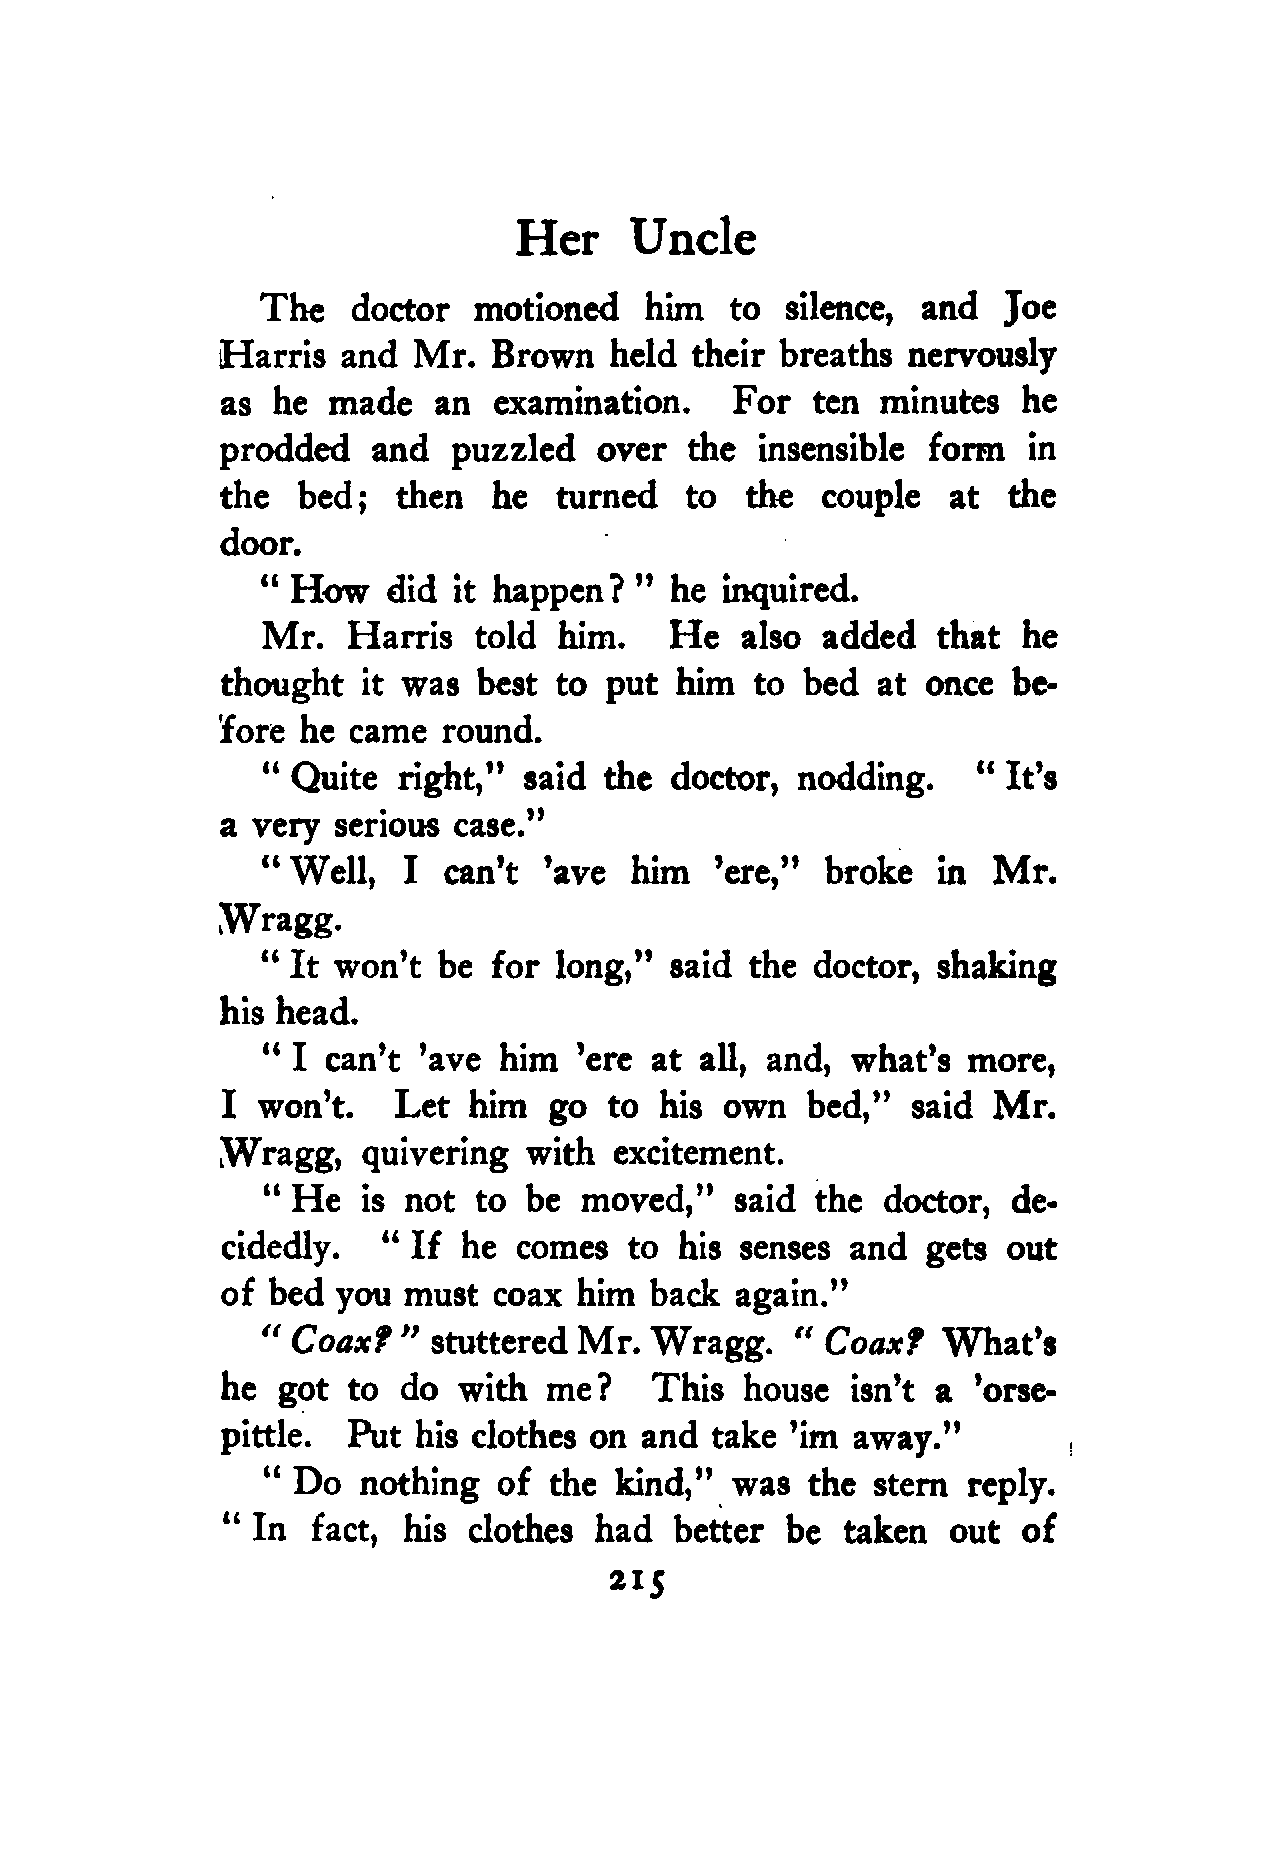 Her Uncle
The doctor motioned him to silence, and Joe
Harris and Mr. Brown held their breaths nervously
as he made an examination. For ten minutes he
prodded and puzzled over the insensible form in
the bed; then he turned to the couple at the
door.
" How did it happen? " he inquired.
Mr. Harris told him. He also added that he
thought it was best to put him to bed at once be-
fore he came round.
" Quite right," said the doctor, nodding. " It's
a very serious case."
" Well, I can't 'ave him 'ere," broke in Mr.
Wragg.
" It won't be for long," said the doctor, shaking
his head.
" I can't 'ave him 'ere at all, and, what's more,
I won't. Let him go to his own bed," said Mr.
Wragg, quivering with excitement.
" He is not to be moved," said the doctor, de-
cidedly. " If he comes to his senses and gets out
of bed you must coax him back again."
" Coax? " stuttered Mr. Wragg. " Coax? What's
he got to do with me? This house isn't a 'orse-
pittle. Put his clothes on and take 'im away."
" Do nothing of the kind," was the stern reply.
" In fact, his clothes had better be taken out of
215